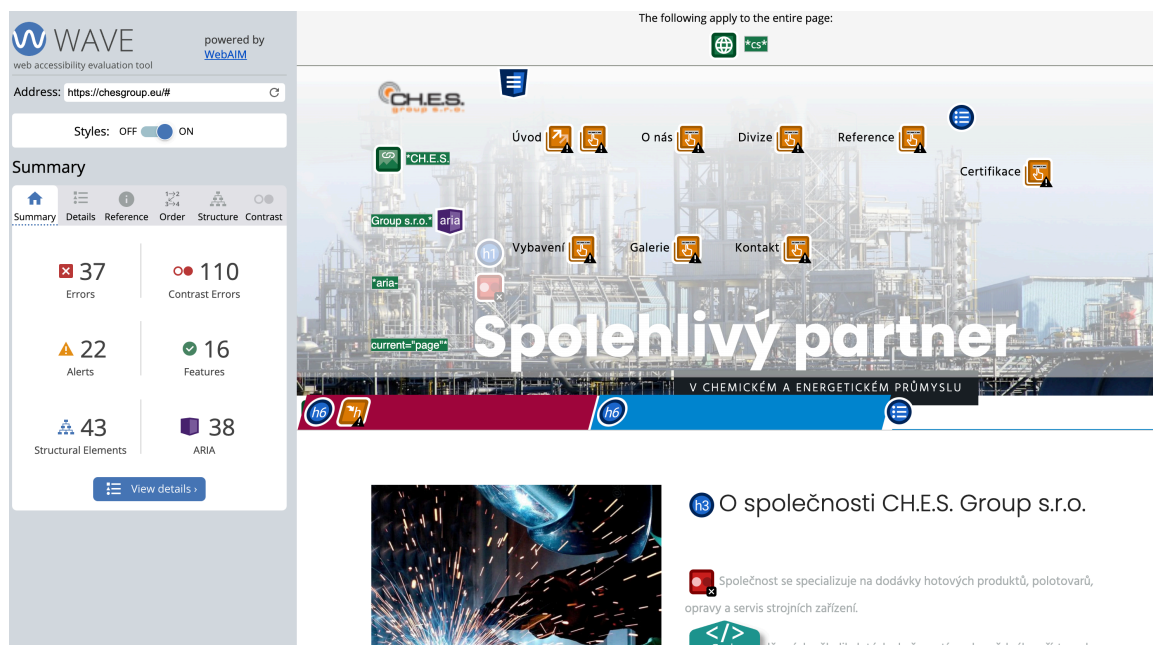 WAVE
web accessibility evaluation tool
powered by
WebAIM
Address: https://chesgroup.eu/#
Styles: OFF ON
Summary
Summary Details Reference Order Structure Contrast
37
Errors
110
Contrast Errors
22
Alerts
16
Features
43
Structural Elements
38
ARIA
View details ›
The following apply to the entire page:
*cs*
CH.E.S.
group s.r.o.
Úvod O nás Divize Reference
Certifikace
*CH.E.S.
Group s.r.o.* aria
h1 Vybavení Galerie Kontakt
*aria-
current="page"*
Spolehlivý partner
V CHEMICKÉM A ENERGETICKÉM PRŮMYSLU
h6 h h6
h3 O společnosti CH.E.S. Group s.r.o.
Společnost se specializuje na dodávky hotových produktů, polotovarů,
opravy a servis strojních zařízení.
</>